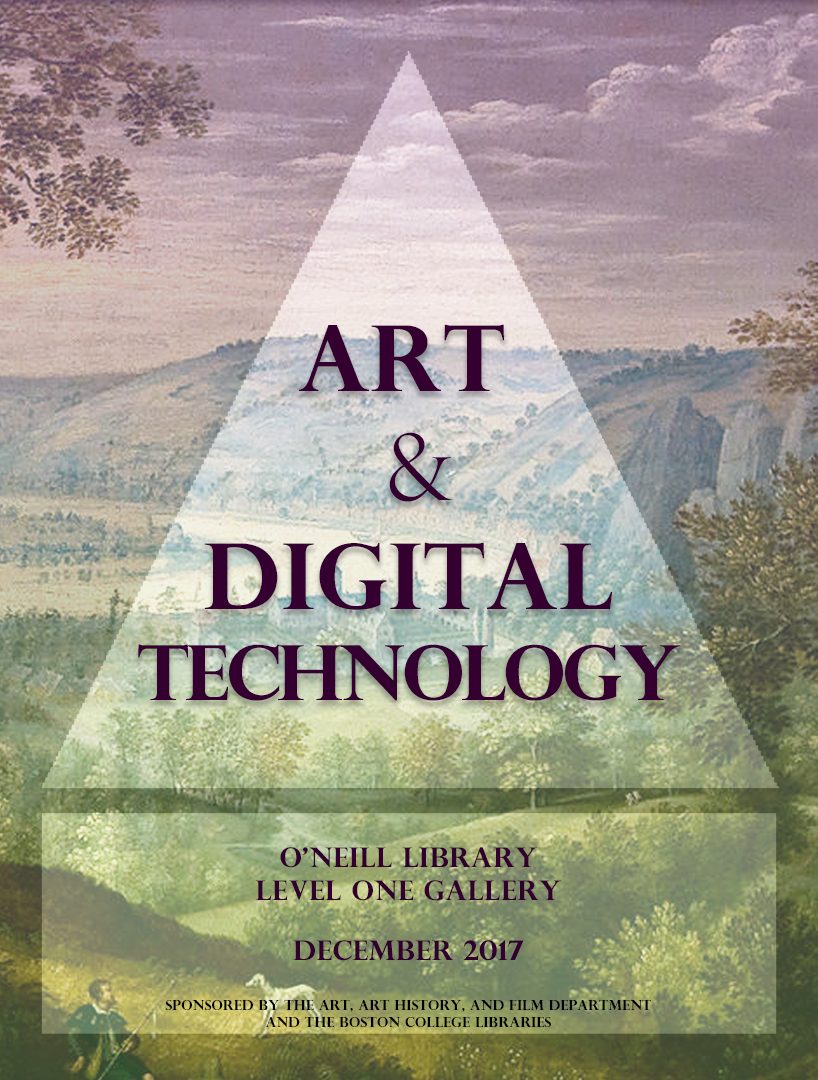 ART
&
DIGITAL
TECHNOLOGY
O'NEILL LIBRARY
LEVEL ONE GALLERY
DECEMBER 2017
SPONSORED BY THE ART, ART HISTORY, AND FILM DEPARTMENT
AND THE BOSTON COLLEGE LIBRARIES